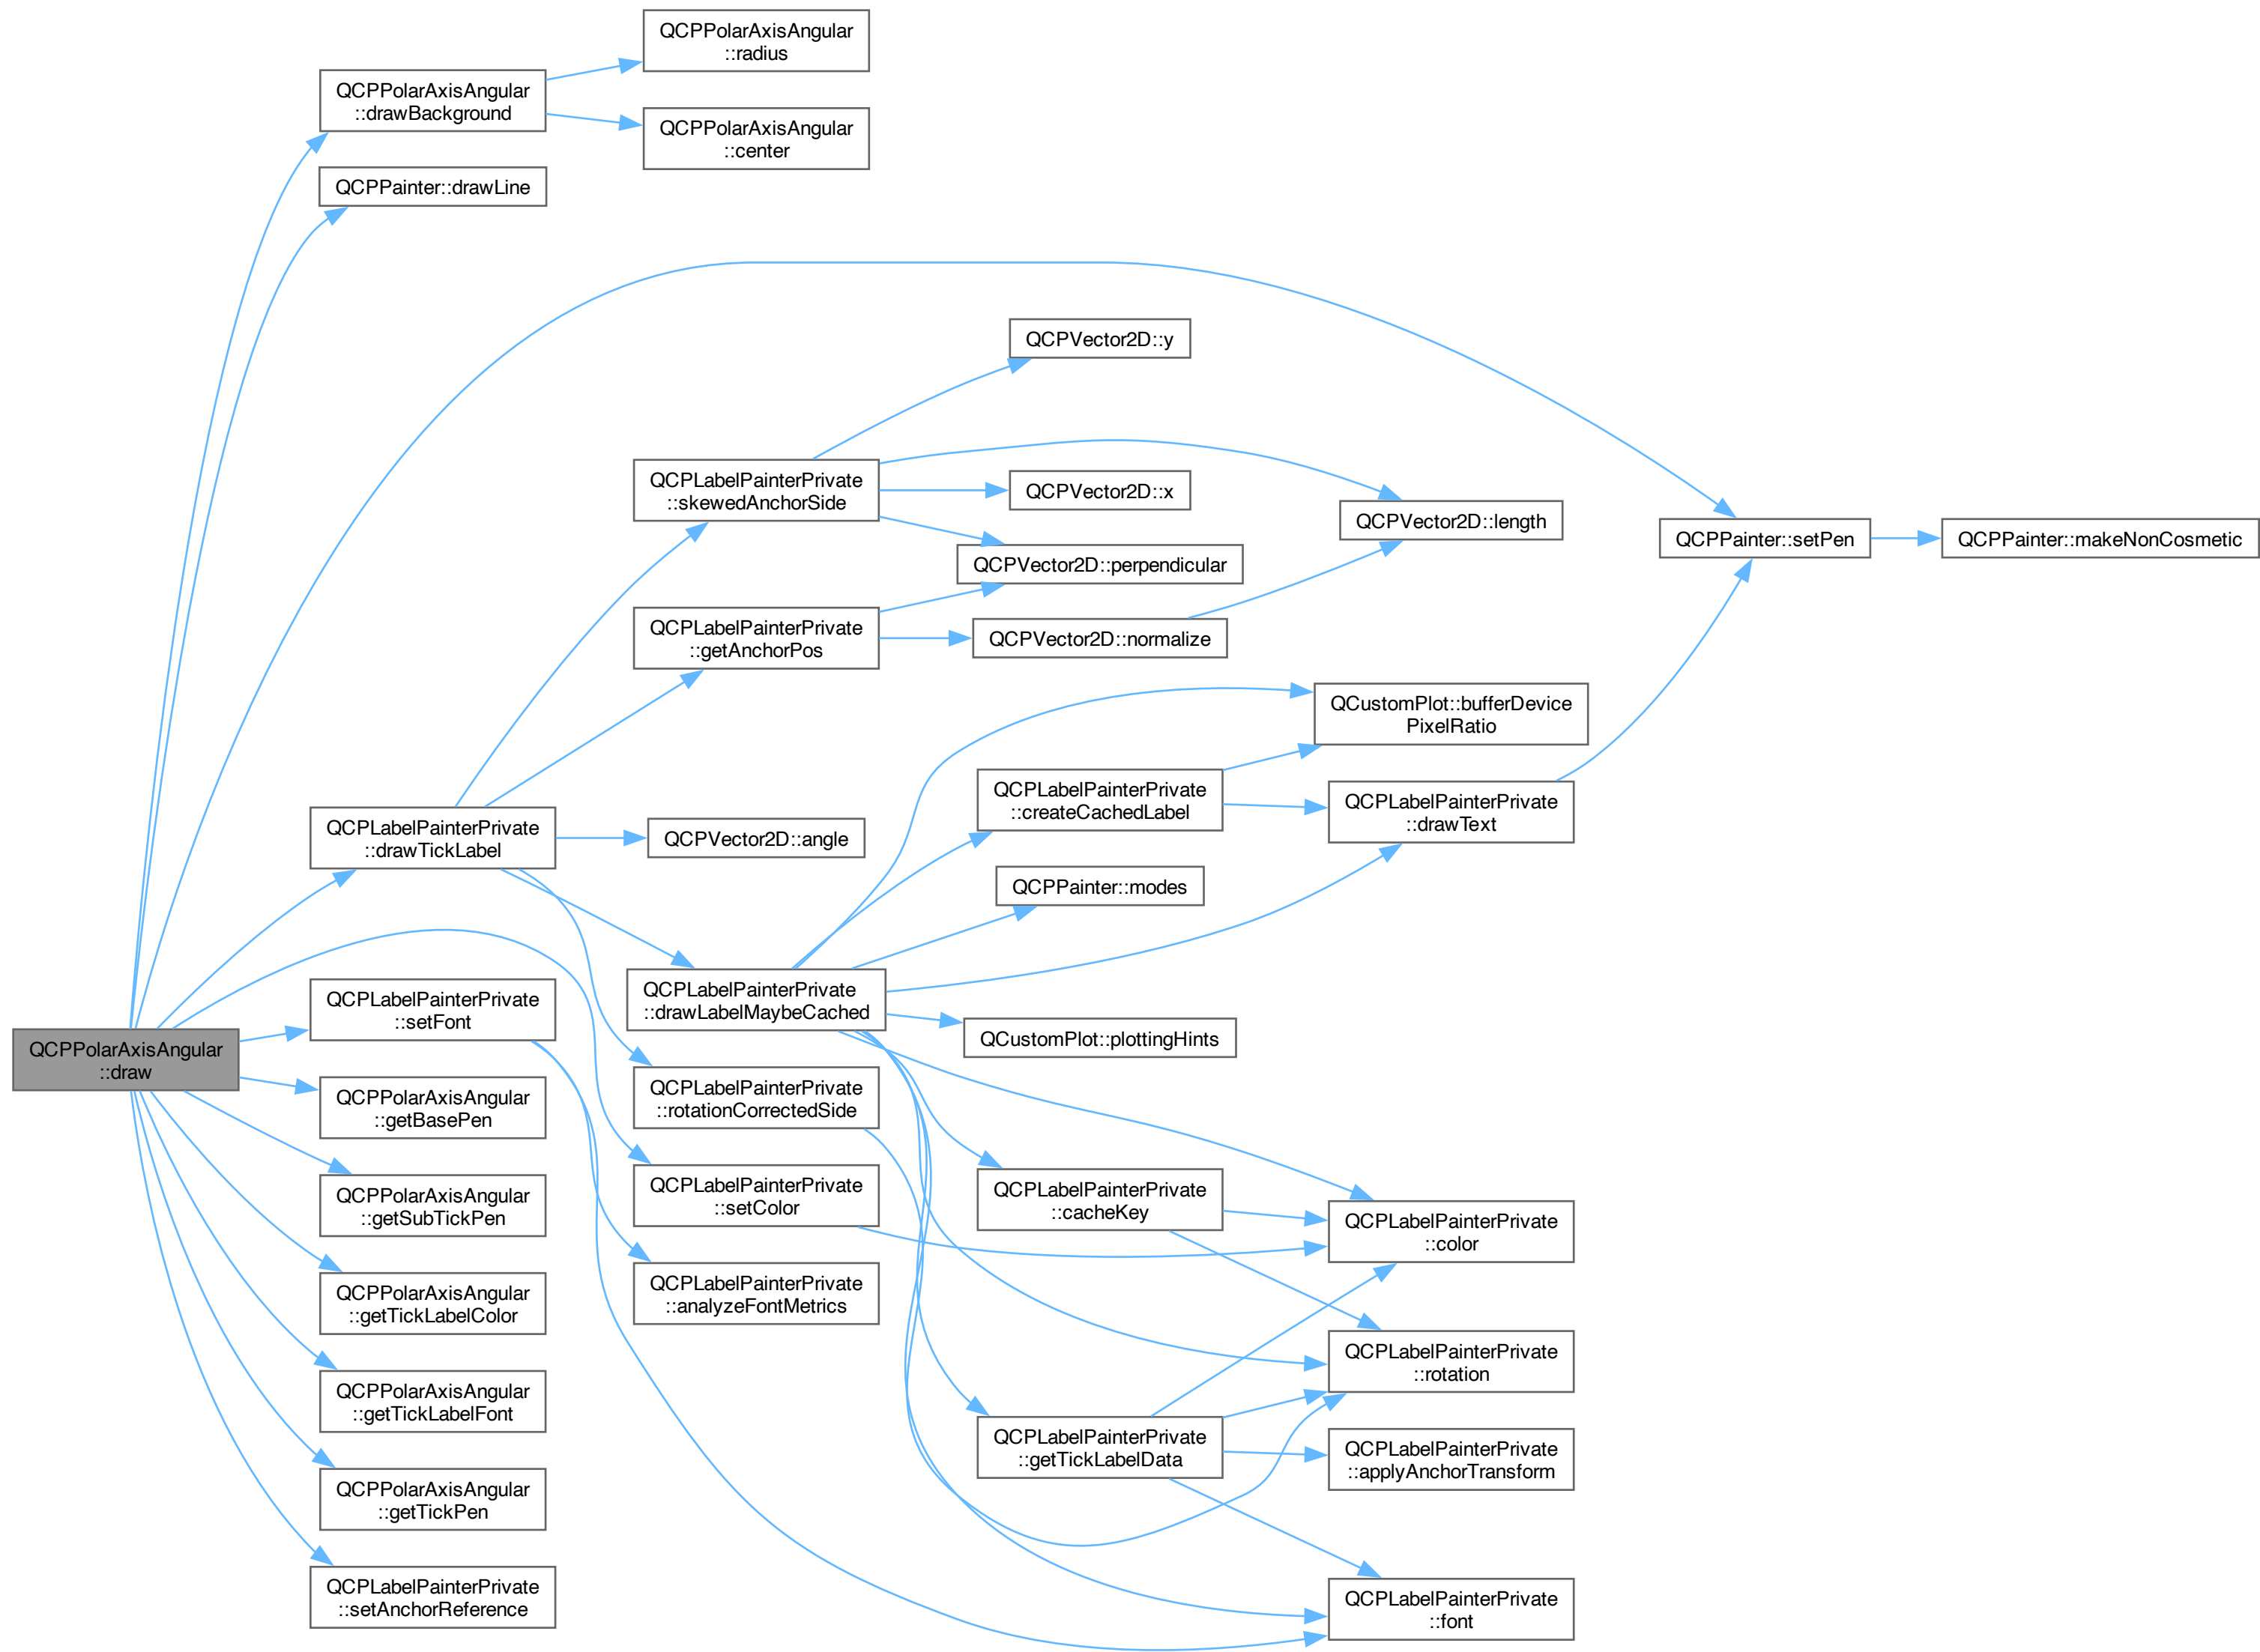 QCPPolarAxisAngular
::radius
QCPPolarAxisAngular
::drawBackground
QCPPolarAxisAngular
::center
QCPPainter::drawLine
QCPVector2D::y
QCPLabelPainterPrivate
::skewedAnchorSide
QCPVector2D::x
QCPVector2D::length
QCPPainter::setPen
QCPPainter::makeNonCosmetic
QCPVector2D::perpendicular
QCPLabelPainterPrivate
::getAnchorPos
QCPVector2D::normalize
QCustomPlot::bufferDevice
PixelRatio
QCPLabelPainterPrivate
::createCachedLabel
QCPLabelPainterPrivate
::drawText
QCPLabelPainterPrivate
::drawTickLabel
QCPVector2D::angle
QCPPainter::modes
QCPLabelPainterPrivate
::setFont
QCPLabelPainterPrivate
::drawLabelMaybeCached
QCustomPlot::plottingHints
QCPPolarAxisAngular
::draw
QCPPolarAxisAngular
::getBasePen
QCPLabelPainterPrivate
::rotationCorrectedSide
QCPPolarAxisAngular
::getSubTickPen
QCPLabelPainterPrivate
::setColor
QCPLabelPainterPrivate
::cacheKey
QCPLabelPainterPrivate
::color
QCPPolarAxisAngular
::getTickLabelColor
QCPLabelPainterPrivate
::analyzeFontMetrics
QCPLabelPainterPrivate
::rotation
QCPPolarAxisAngular
::getTickLabelFont
QCPLabelPainterPrivate
::getTickLabelData
QCPLabelPainterPrivate
::applyAnchorTransform
QCPPolarAxisAngular
::getTickPen
QCPLabelPainterPrivate
::setAnchorReference
QCPLabelPainterPrivate
::font